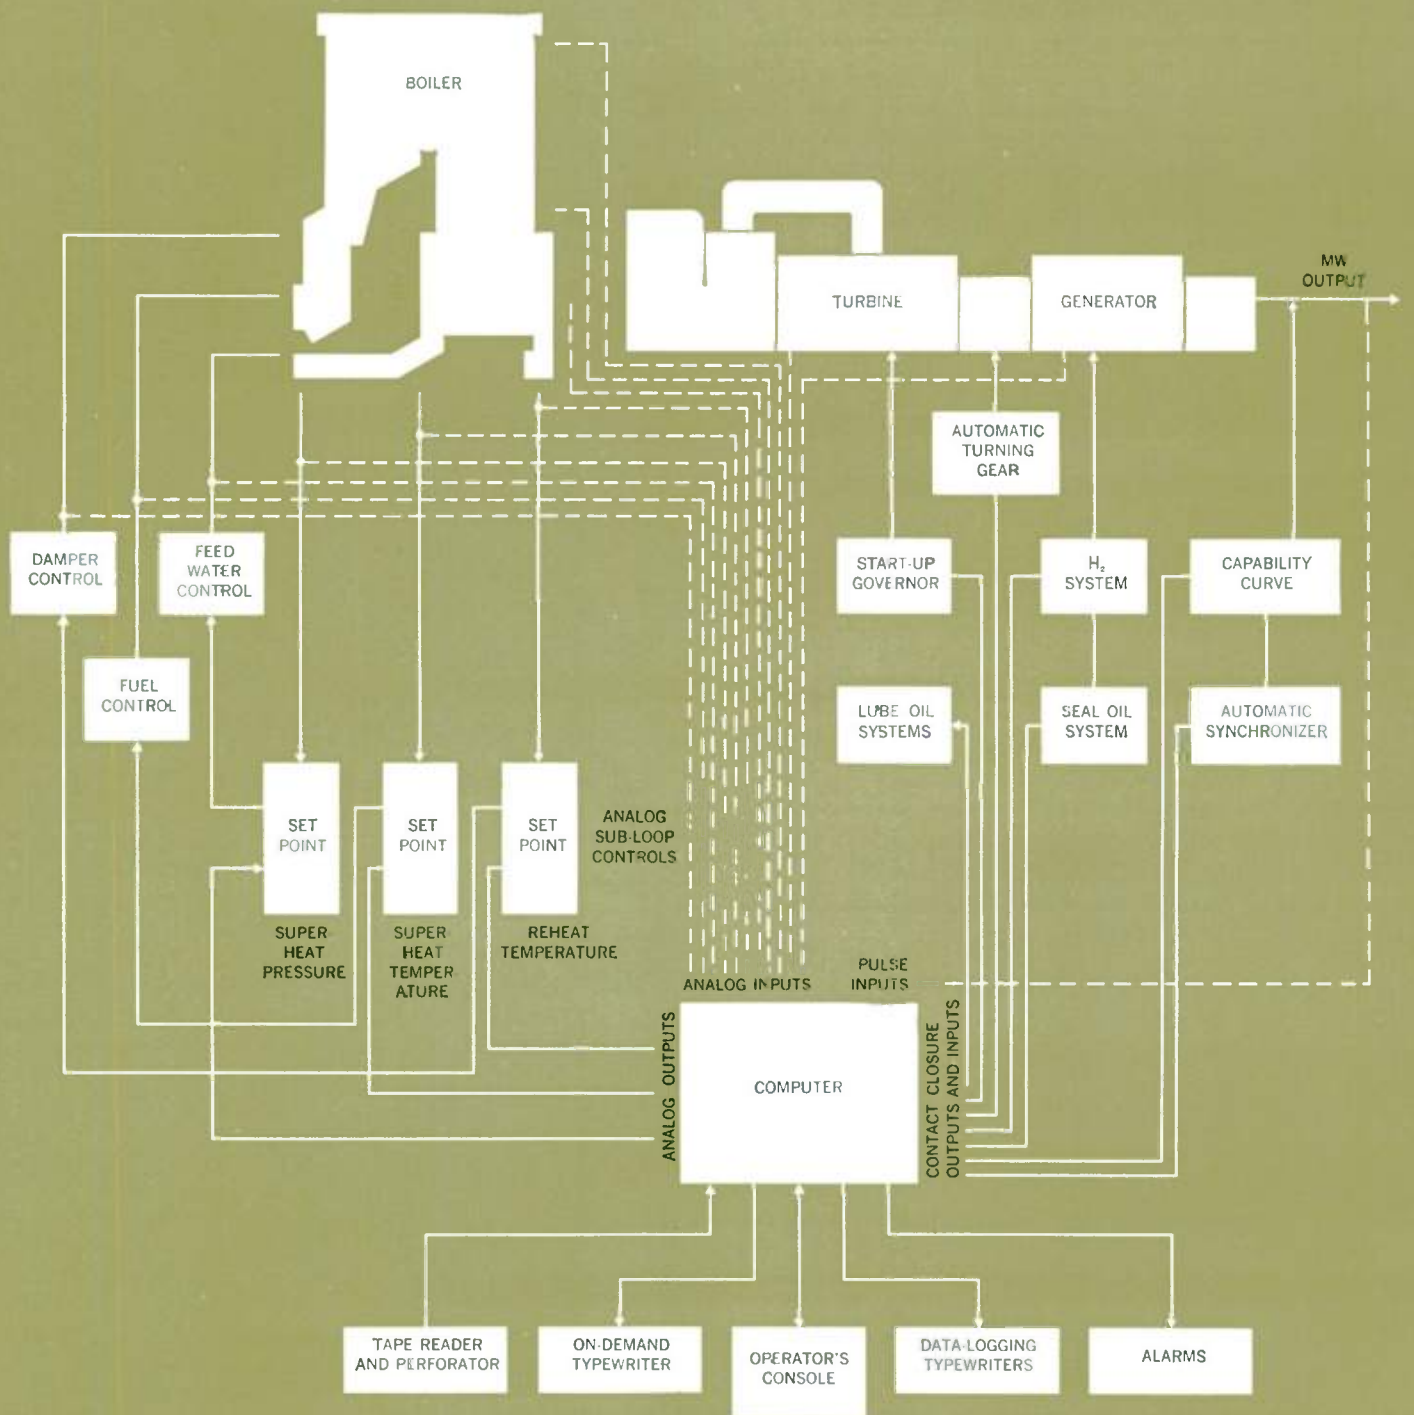 BOILER
MW
OUTPUT
TURBINE
GENERATOR
AUTOMATIC
TURNING
GEAR
DAMPER
CONTROL
FEED
WATER
CONTROL
START-UP
GOVERNOR
H₂
SYSTEM
CAPABILITY
CURVE
FUEL
CONTROL
LUBE OIL
SYSTEMS
SEAL OIL
SYSTEM
AUTOMATIC
SYNCHRONIZER
SET
POINT
SET
POINT
SET
POINT
ANALOG
SUB-LOOP
CONTROLS
SUPER
HEAT
PRESSURE
SUPER
HEAT
TEMPER
ATURE
REHEAT
TEMPERATURE
ANALOG INPUTS
PULSE
INPUTS
ANALOG OUTPUTS
COMPUTER
CONTACT CLOSURE
OUTPUTS AND INPUTS
TAPE READER
AND PERFORATOR
ON-DEMAND
TYPEWRITER
OPERATOR'S
CONSOLE
DATA-LOGGING
TYPEWRITERS
ALARMS